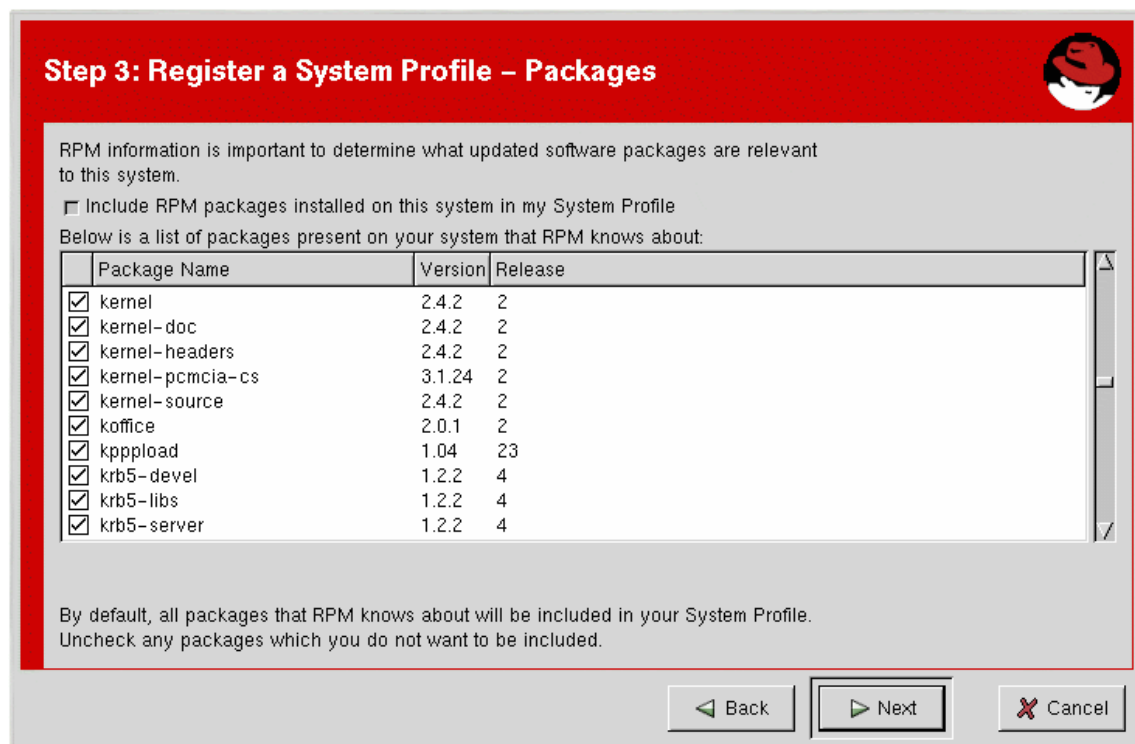 Step 3: Register a System Profile – Packages
RPM information is important to determine what updated software packages are relevant
to this system.
Include RPM packages installed on this system in my System Profile
Below is a list of packages present on your system that RPM knows about:
Package Name Version Release
kernel 2.4.2 2
kernel-doc 2.4.2 2
kernel-headers 2.4.2 2
kernel-pcmcia-cs 3.1.24 2
kernel-source 2.4.2 2
koffice 2.0.1 2
kpppload 1.04 23
krb5-devel 1.2.2 4
krb5-libs 1.2.2 4
krb5-server 1.2.2 4
By default, all packages that RPM knows about will be included in your System Profile.
Uncheck any packages which you do not want to be included.
Back Next Cancel